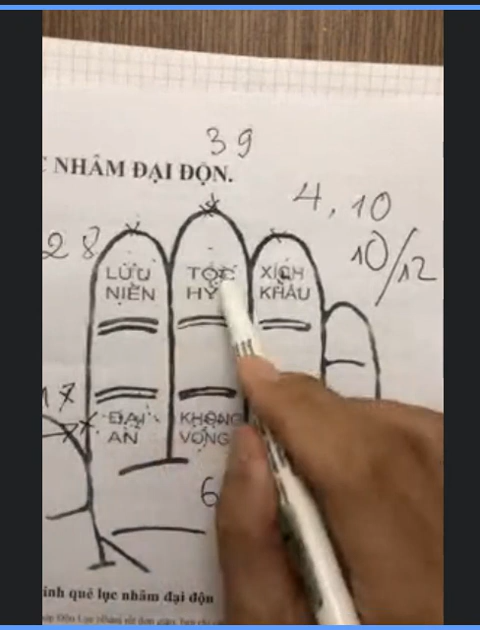 39
NHÂM ĐẠI ĐỘN.
4, 10
28
10/12
LƯU
NIÊN
TỐC
HỶ
XÍCH
KHẨU
17
ĐẠI
AN
KHÔNG
VONG
6
quẻ lục nhâm đại độn